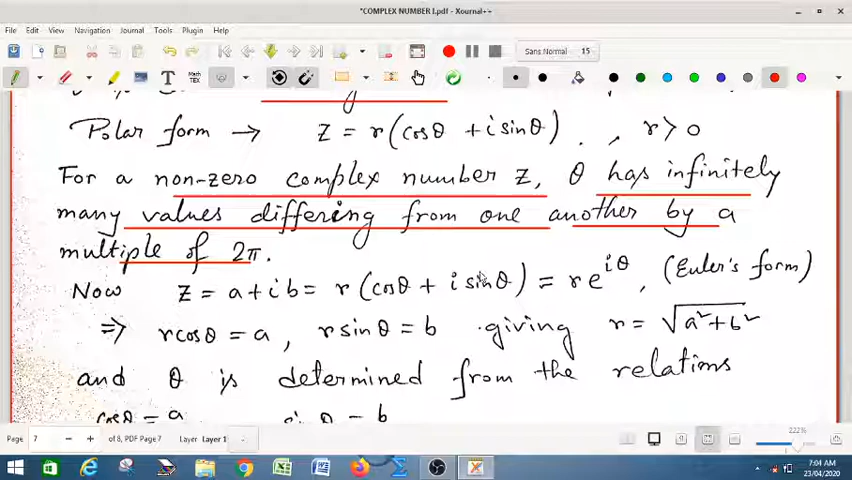 *COMPLEX NUMBER I.pdf - Xournal++
File Edit View Navigation Journal Tools Plugin Help
Sans Normal 15
Polar form → z = r(cosθ + i sinθ) . , r > 0
For a non-zero complex number z, θ has infinitely
many values differing from one another by a
multiple of 2π.
Now z = a + ib = r (cosθ + i sinθ) = re^{iθ}, (Euler's form)
⇒ r cosθ = a, r sinθ = b giving r = √(a²+b²)
and θ is determined from the relations
cosθ = a sinθ = b
Page 7 of 8, PDF Page 7 Layer Layer 1 222%
7:04 AM
23/04/2020